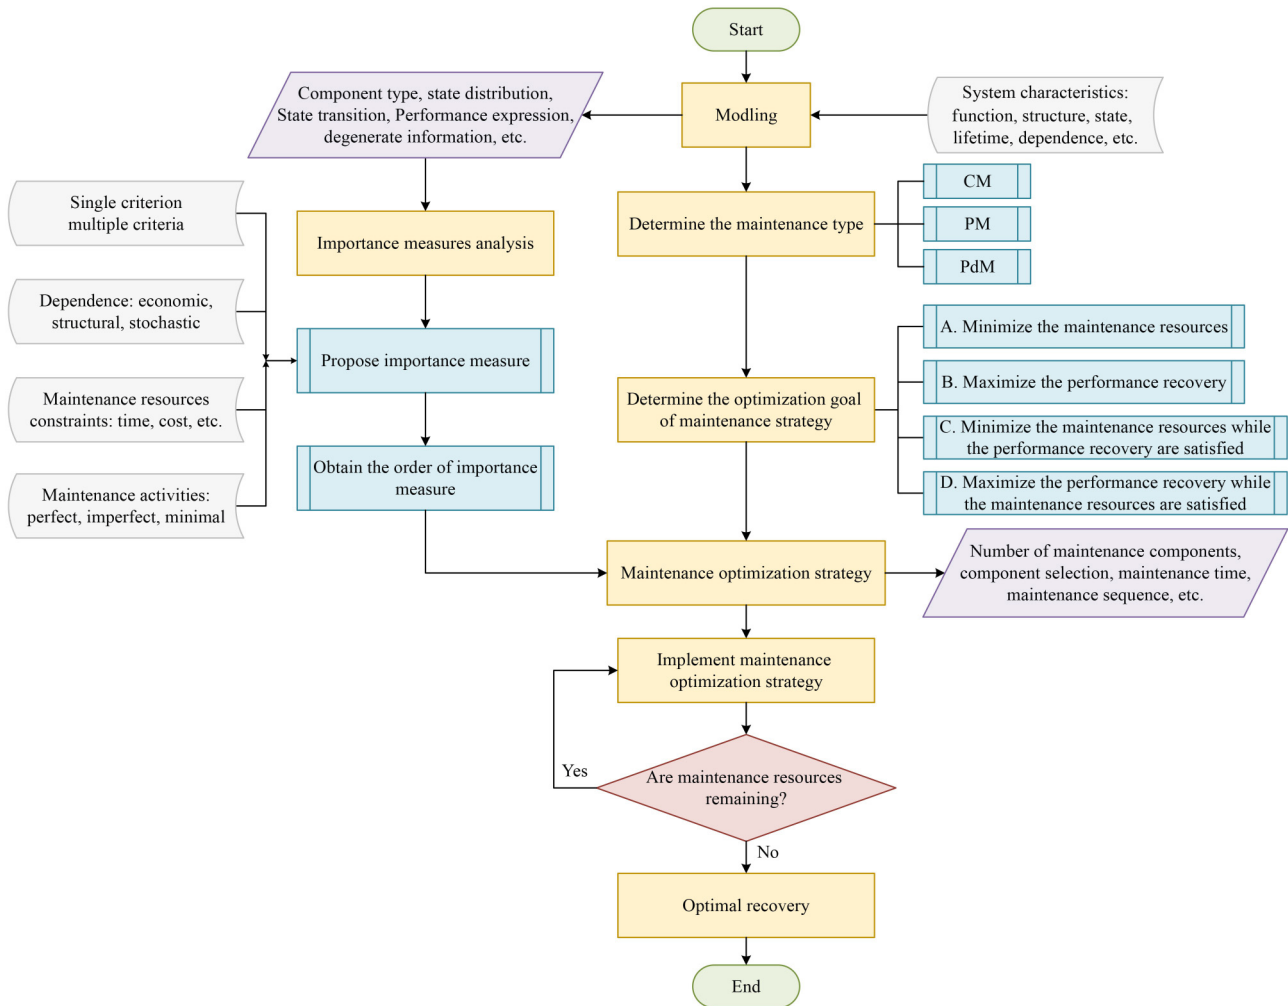 Start
Component type, state distribution,
State transition, Performance expression,
degenerate information, etc.
Modling
System characteristics:
function, structure, state,
lifetime, dependence, etc.
Single criterion
multiple criteria
Importance measures analysis
Determine the maintenance type
CM
PM
PdM
Dependence: economic,
structural, stochastic
Propose importance measure
A. Minimize the maintenance resources
B. Maximize the performance recovery
Maintenance resources
constraints: time, cost, etc.
Determine the optimization goal
of maintenance strategy
C. Minimize the maintenance resources while
the performance recovery are satisfied
Obtain the order of importance
measure
D. Maximize the performance recovery while
the maintenance resources are satisfied
Maintenance activities:
perfect, imperfect, minimal
Maintenance optimization strategy
Number of maintenance components,
component selection, maintenance time,
maintenance sequence, etc.
Implement maintenance
optimization strategy
Yes
Are maintenance resources
remaining?
No
Optimal recovery
End